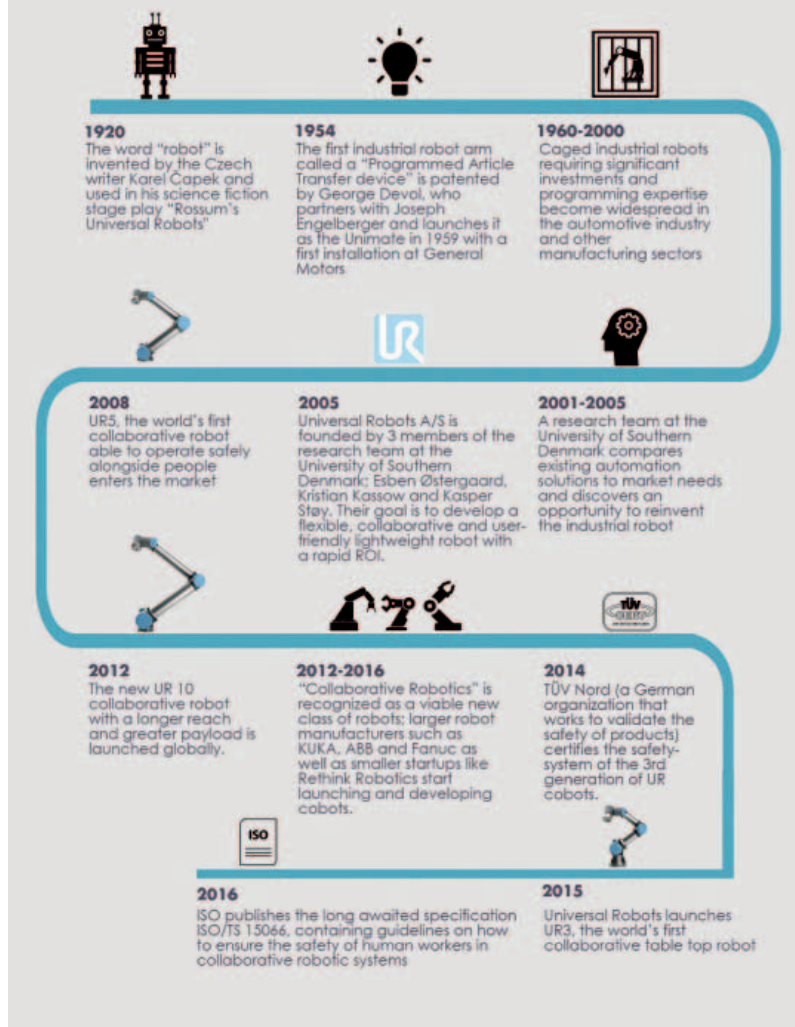 1920
The word "robot" is
invented by the Czech
writer Karel Čapek and
used in his science fiction
stage play "Rossum's
Universal Robots"
1954
The first industrial robot arm
called a "Programmed Article
Transfer device" is patented
by George Devol, who
partners with Joseph
Engelberger and launches it
as the Unimate in 1959 with a
first installation at General
Motors
1960-2000
Caged industrial robots
requiring significant
investments and
programming expertise
become widespread in
the automotive industry
and other
manufacturing sectors
UR
2001-2005
A research team at the
University of Southern
Denmark compares
existing automation
solutions to market needs
and discovers an
opportunity to reinvent
the industrial robot
2005
Universal Robots A/S is
founded by 3 members of the
research team at the
University of Southern
Denmark; Esben Østergaard,
Kristian Kassow and Kasper
Støy. Their goal is to develop a
flexible, collaborative and user-
friendly lightweight robot with
a rapid ROI.
2008
UR5, the world's first
collaborative robot
able to operate safely
alongside people
enters the market
2012
The new UR 10
collaborative robot
with a longer reach
and greater payload is
launched globally.
2012-2016
"Collaborative Robotics" is
recognized as a viable new
class of robots; larger robot
manufacturers such as
KUKA, ABB and Fanuc as
well as smaller startups like
Rethink Robotics start
launching and developing
cobots.
TÜV
CERT
2014
TÜV Nord (a German
organization that
works to validate the
safety of products)
certifies the safety-
system of the 3rd
generation of UR
cobots.
2015
Universal Robots launches
UR3, the world's first
collaborative table top robot
ISO
2016
ISO publishes the long awaited specification
ISO/TS 15066, containing guidelines on how
to ensure the safety of human workers in
collaborative robotic systems